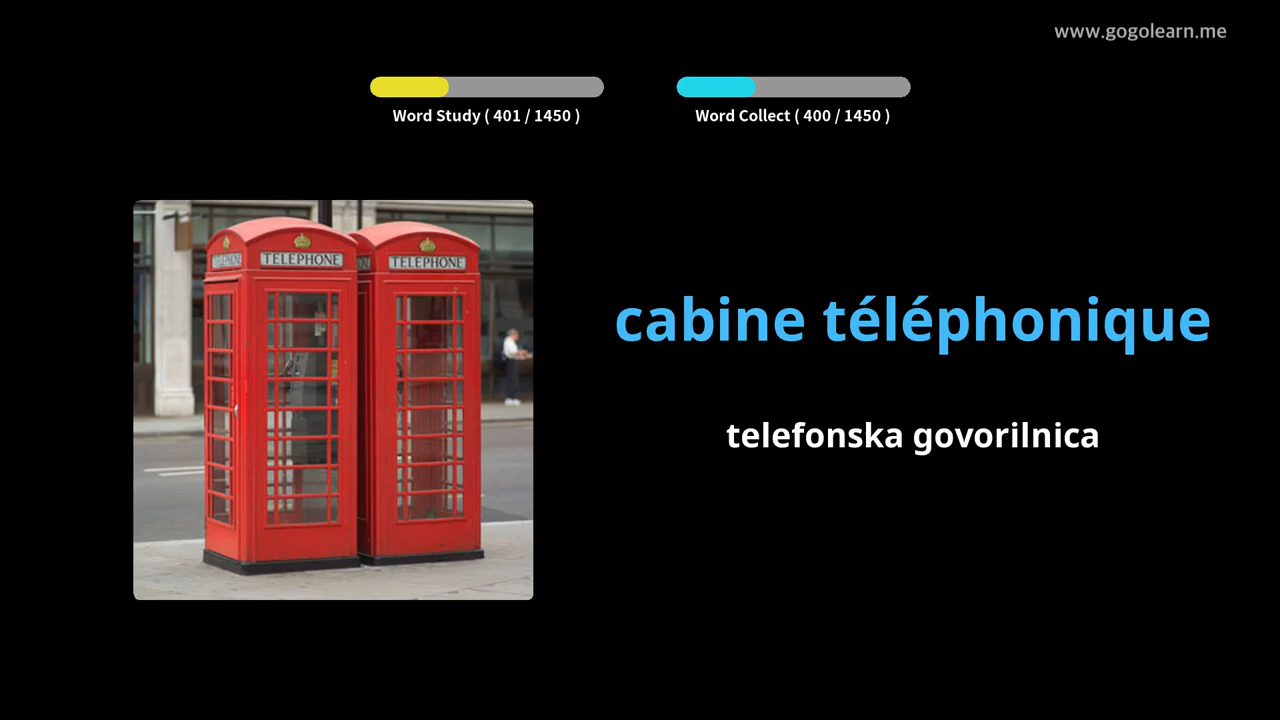 www.gogolearn.me
Word Study ( 401 / 1450 )
Word Collect ( 400 / 1450 )
TELEPHONE
TELEPHONE
cabine téléphonique
telefonska govorilnica